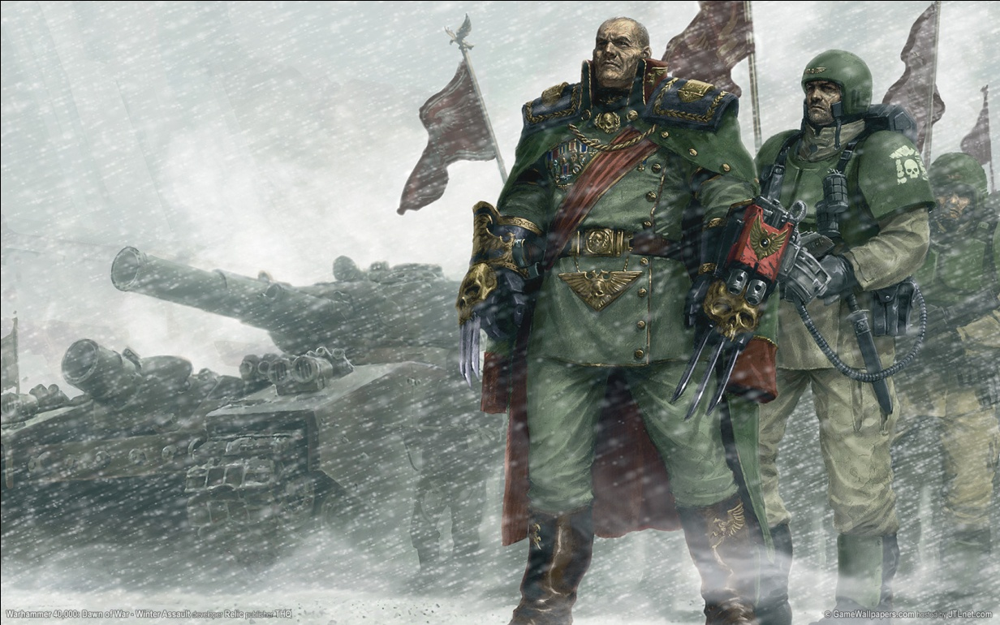 Warhammer 40,000: Dawn of War - Winter Assault developer Relic publisher THQ
© GameWallpapers.com hosted by JTLnet.com